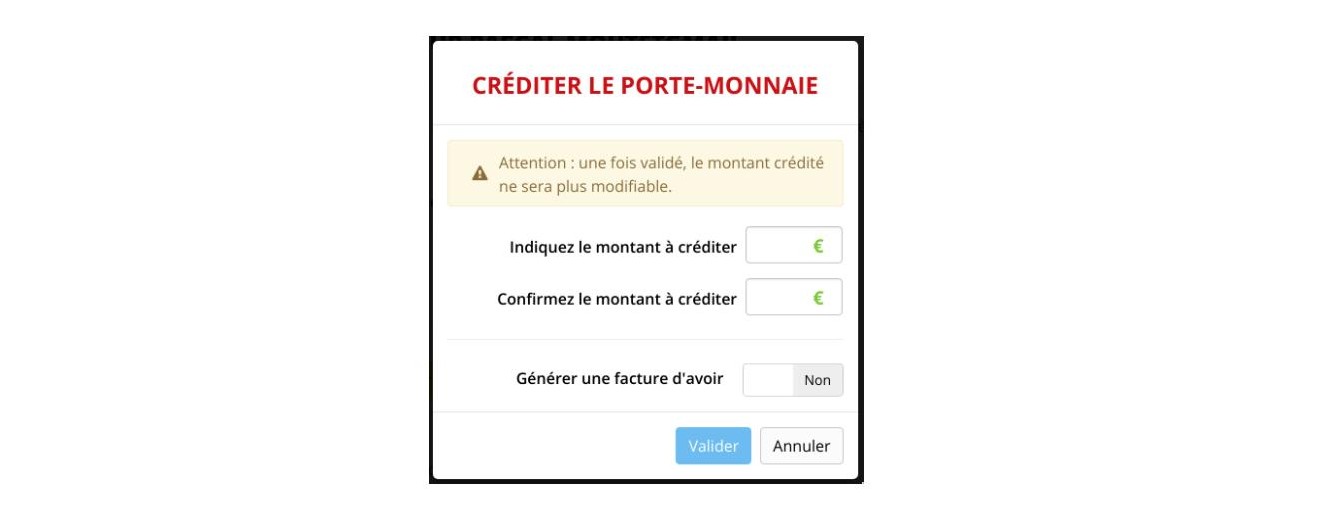 CRÉDITER LE PORTE-MONNAIE
Attention : une fois validé, le montant crédité
ne sera plus modifiable.
Indiquez le montant à créditer €
Confirmez le montant à créditer €
Générer une facture d'avoir Non
Valider Annuler